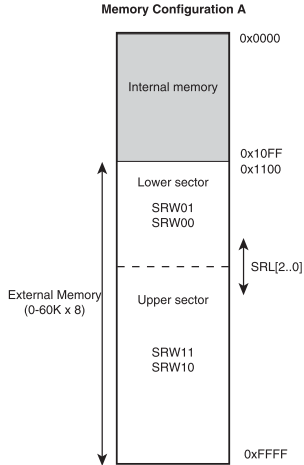 Memory Configuration A
0x0000
Internal memory
0x10FF
0x1100
Lower sector
SRW01
SRW00
SRL[2..0]
External Memory
(0-60K x 8)
Upper sector
SRW11
SRW10
0xFFFF